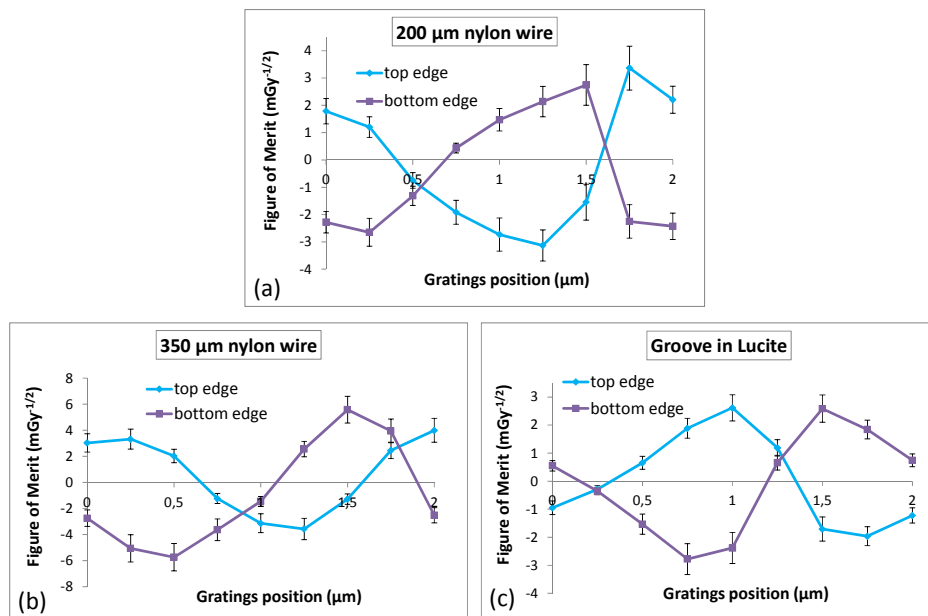 200 µm nylon wire
top edge
bottom edge
Figure of Merit (mGy-1/2)
4
3
2
1
0
-1
-2
-3
-4
0
0,5
1
1,5
2
Gratings position (µm)
(a)
350 µm nylon wire
top edge
bottom edge
Figure of Merit (mGy-1/2)
8
6
4
2
0
-2
-4
-6
-8
0
0,5
1
1,5
2
Gratings position (µm)
(b)
Groove in Lucite
top edge
bottom edge
Figure of Merit (mGy-1/2)
3
2
1
0
-1
-2
-3
-4
0
0,5
1
1,5
2
Gratings position (µm)
(c)